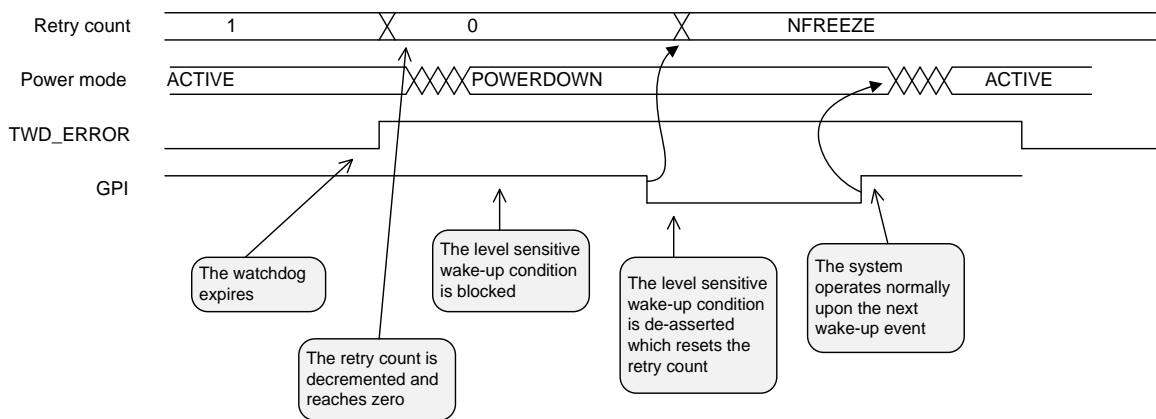 Retry count
1
0
NFREEZE
Power mode
ACTIVE
POWERDOWN
ACTIVE
TWD_ERROR
GPI
The watchdog
expires
The retry count is
decremented and
reaches zero
The level sensitive
wake-up condition
is blocked
The level sensitive
wake-up condition
is de-asserted
which resets the
retry count
The system
operates normally
upon the next
wake-up event